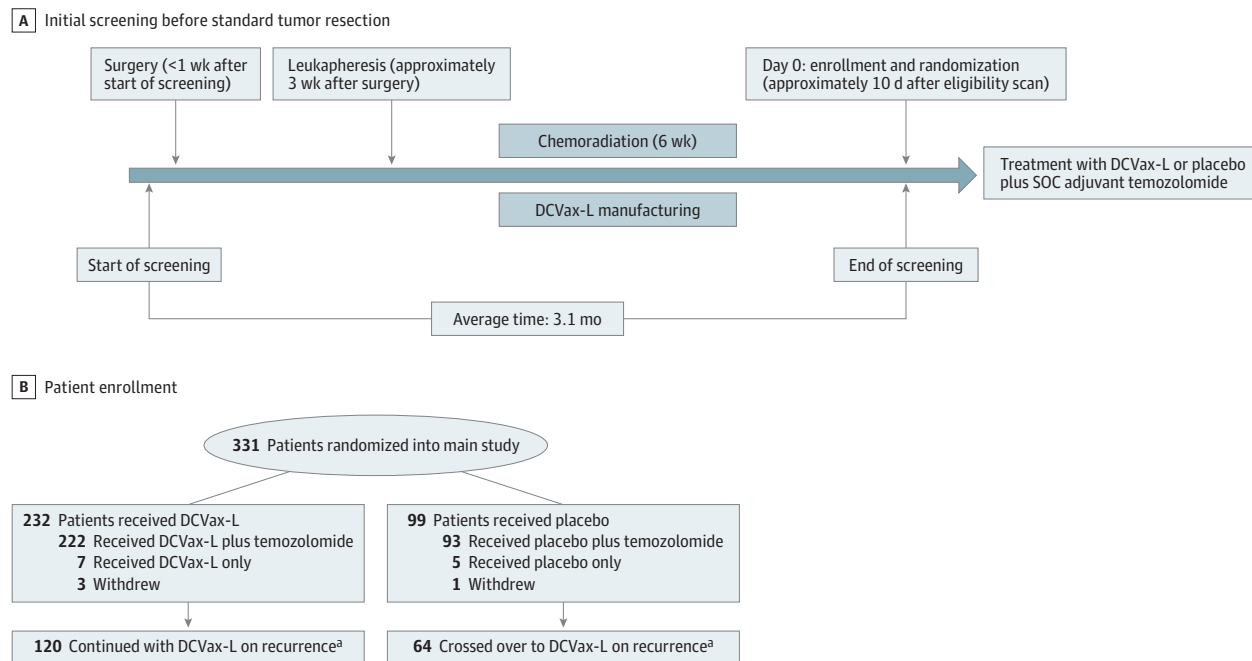 A Initial screening before standard tumor resection
Surgery (<1 wk after
start of screening)
Leukapheresis (approximately
3 wk after surgery)
Day 0: enrollment and randomization
(approximately 10 d after eligibility scan)
Chemoradiation (6 wk)
Treatment with DCVax-L or placebo
plus SOC adjuvant temozolomide
DCVax-L manufacturing
Start of screening
End of screening
Average time: 3.1 mo
B Patient enrollment
331 Patients randomized into main study
232 Patients received DCVax-L
222 Received DCVax-L plus temozolomide
7 Received DCVax-L only
3 Withdrew
99 Patients received placebo
93 Received placebo plus temozolomide
5 Received placebo only
1 Withdrew
120 Continued with DCVax-L on recurrenceᵃ
64 Crossed over to DCVax-L on recurrenceᵃ